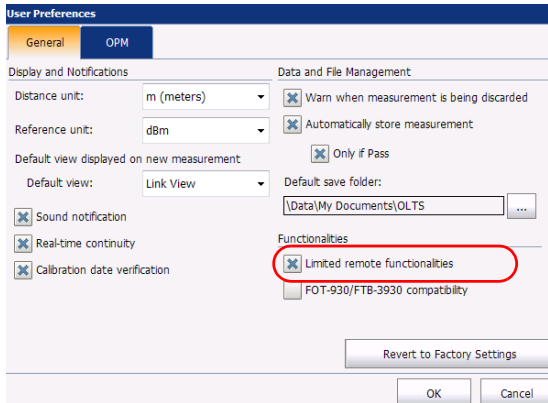 User Preferences
General
OPM
Display and Notifications
Distance unit:
m (meters)
Reference unit:
dBm
Default view displayed on new measurement
Default view:
Link View
Sound notification
Real-time continuity
Calibration date verification
Data and File Management
Warn when measurement is being discarded
Automatically store measurement
Only if Pass
Default save folder:
\Data\My Documents\OLTS
...
Functionalities
Limited remote functionalities
FOT-930/FTB-3930 compatibility
Revert to Factory Settings
OK
Cancel